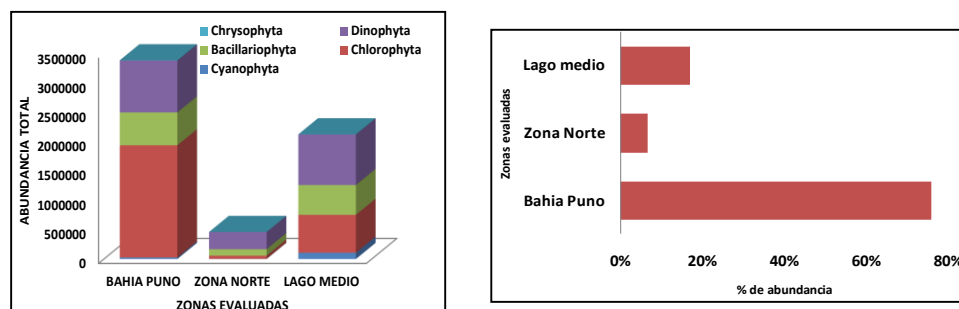 Chrysophyta
Dinophyta
Bacillariophyta
Chlorophyta
Cyanophyta
ABUNDANCIA TOTAL
3500000
3000000
2500000
2000000
1500000
1000000
500000
0
BAHIA PUNO
ZONA NORTE
LAGO MEDIO
ZONAS EVALUADAS
Zonas evaluadas
Lago medio
Zona Norte
Bahia Puno
0%
20%
40%
60%
80%
% de abundancia